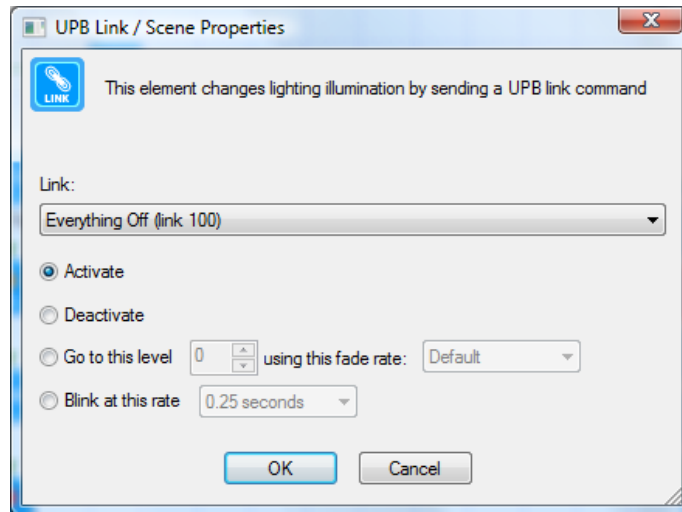 UPB Link / Scene Properties
LINK
This element changes lighting illumination by sending a UPB link command
Link:
Everything Off (link 100)
Activate
Deactivate
Go to this level 0 using this fade rate: Default
Blink at this rate 0.25 seconds
OK Cancel